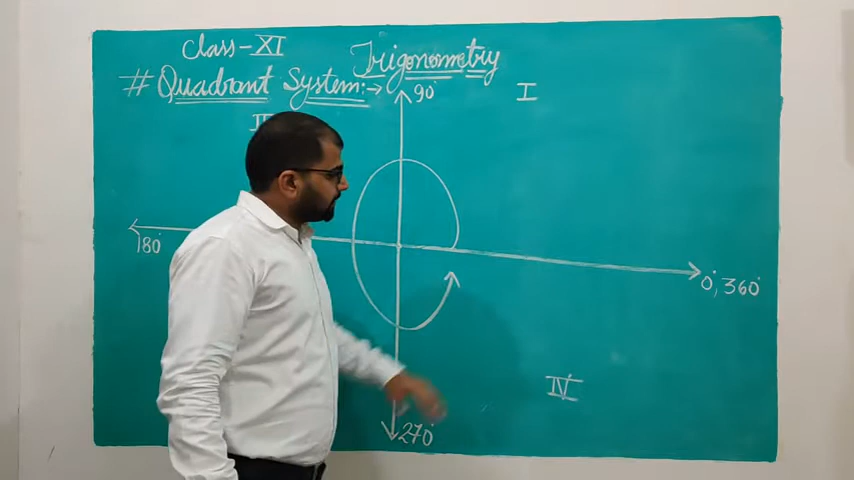 Class-XI Trigonometry
# Quadrant System:→
90°
I
180°
0°, 360°
IV
270°